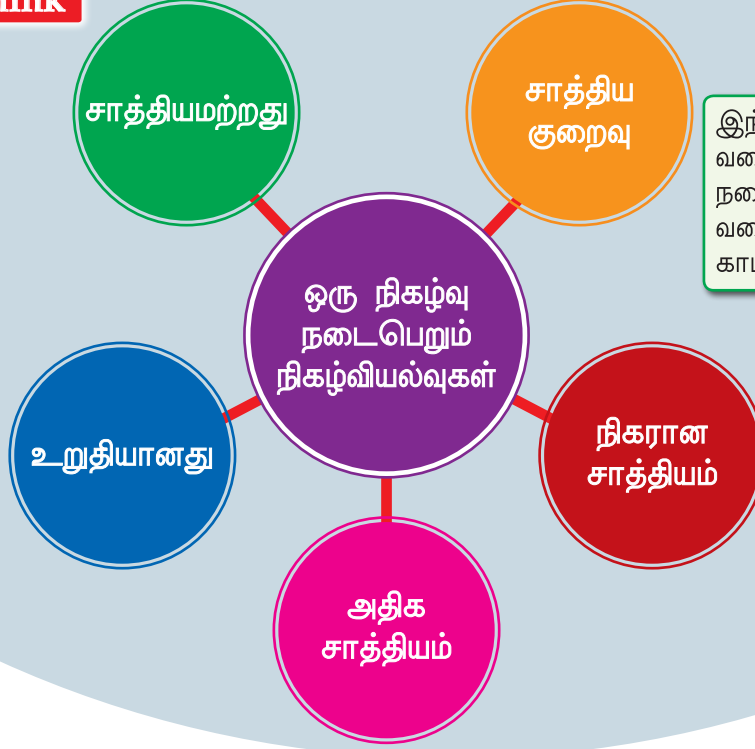 சாத்தியமற்றது
சாத்திய
குறைவு
ஒரு நிகழ்வு
நடைபெறும்
நிகழ்வியல்வுகள்
உறுதியானது
நிகரான
சாத்தியம்
அதிக
சாத்தியம்